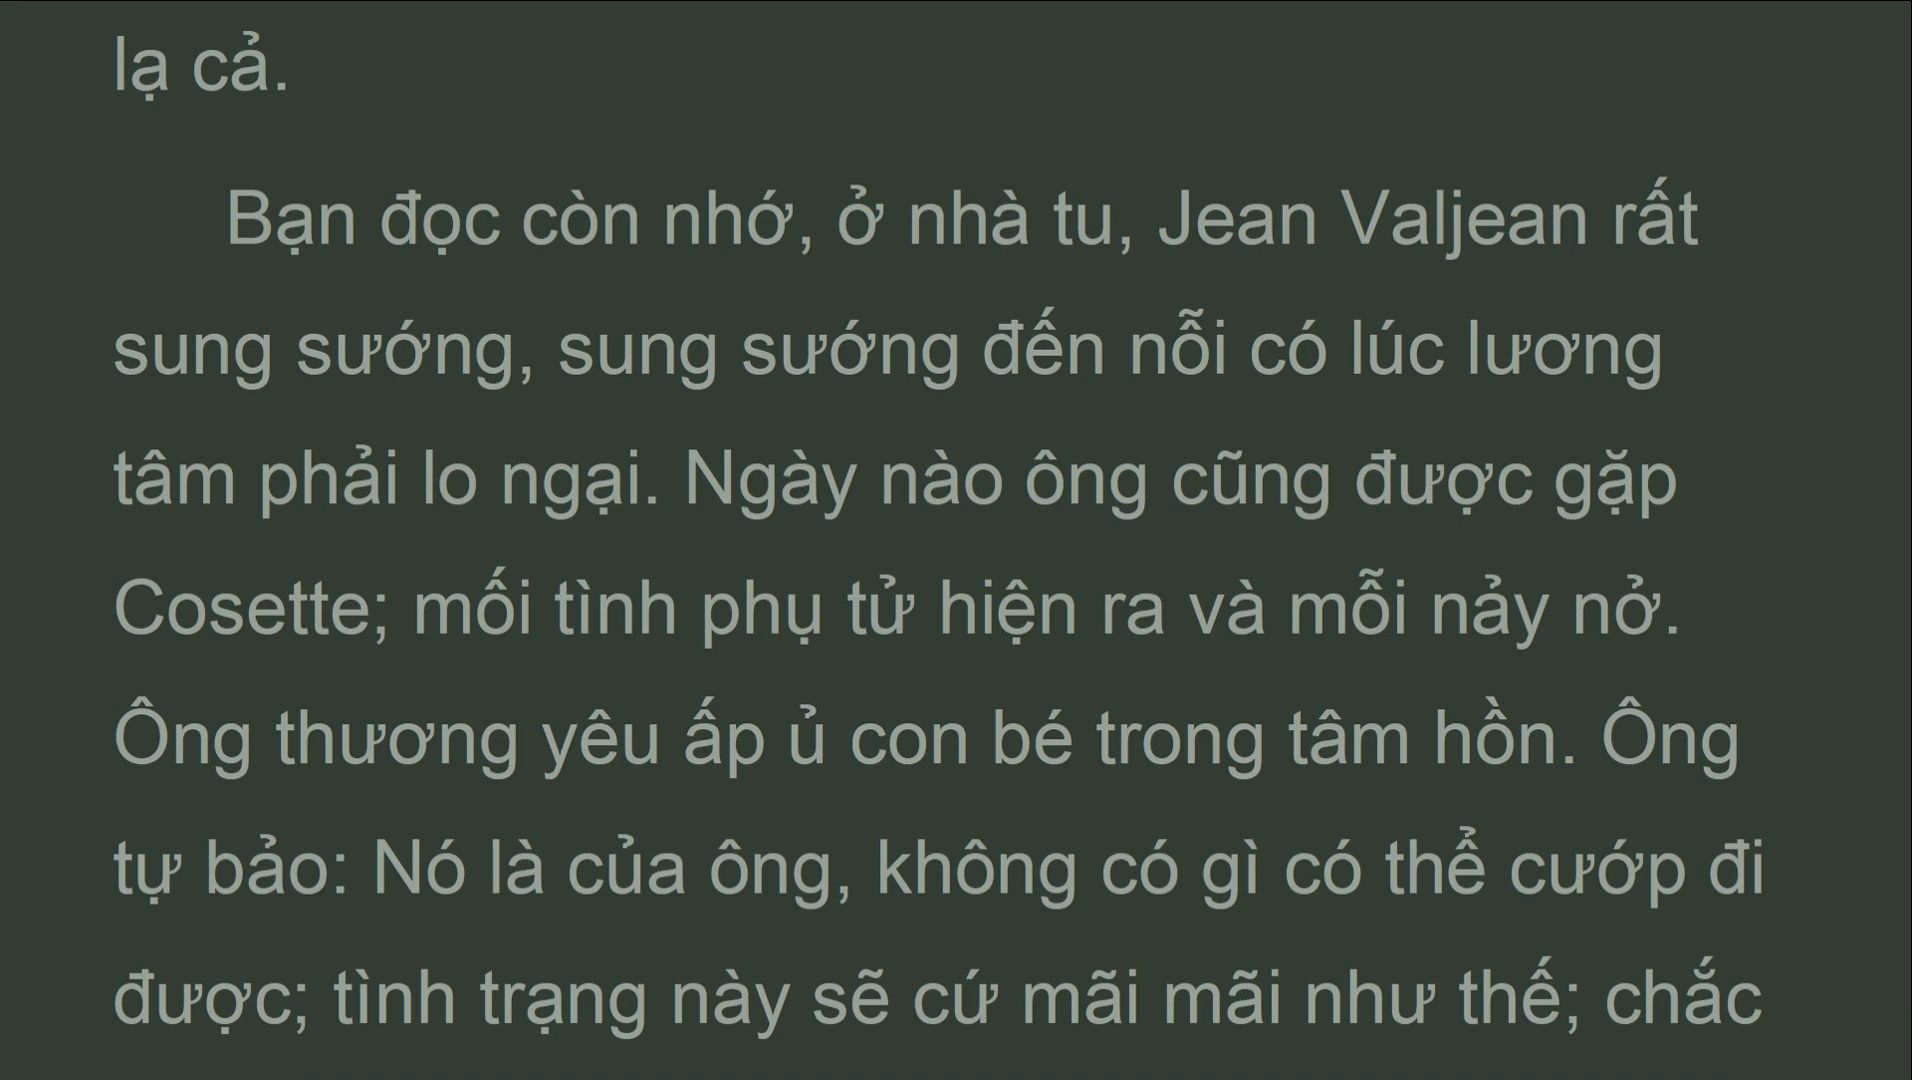 lạ cả.
Bạn đọc còn nhớ, ở nhà tu, Jean Valjean rất
sung sướng, sung sướng đến nỗi có lúc lương
tâm phải lo ngại. Ngày nào ông cũng được gặp
Cosette; mối tình phụ tử hiện ra và mỗi nảy nở.
Ông thương yêu ấp ủ con bé trong tâm hồn. Ông
tự bảo: Nó là của ông, không có gì có thể cướp đi
được; tình trạng này sẽ cứ mãi mãi như thế; chắc